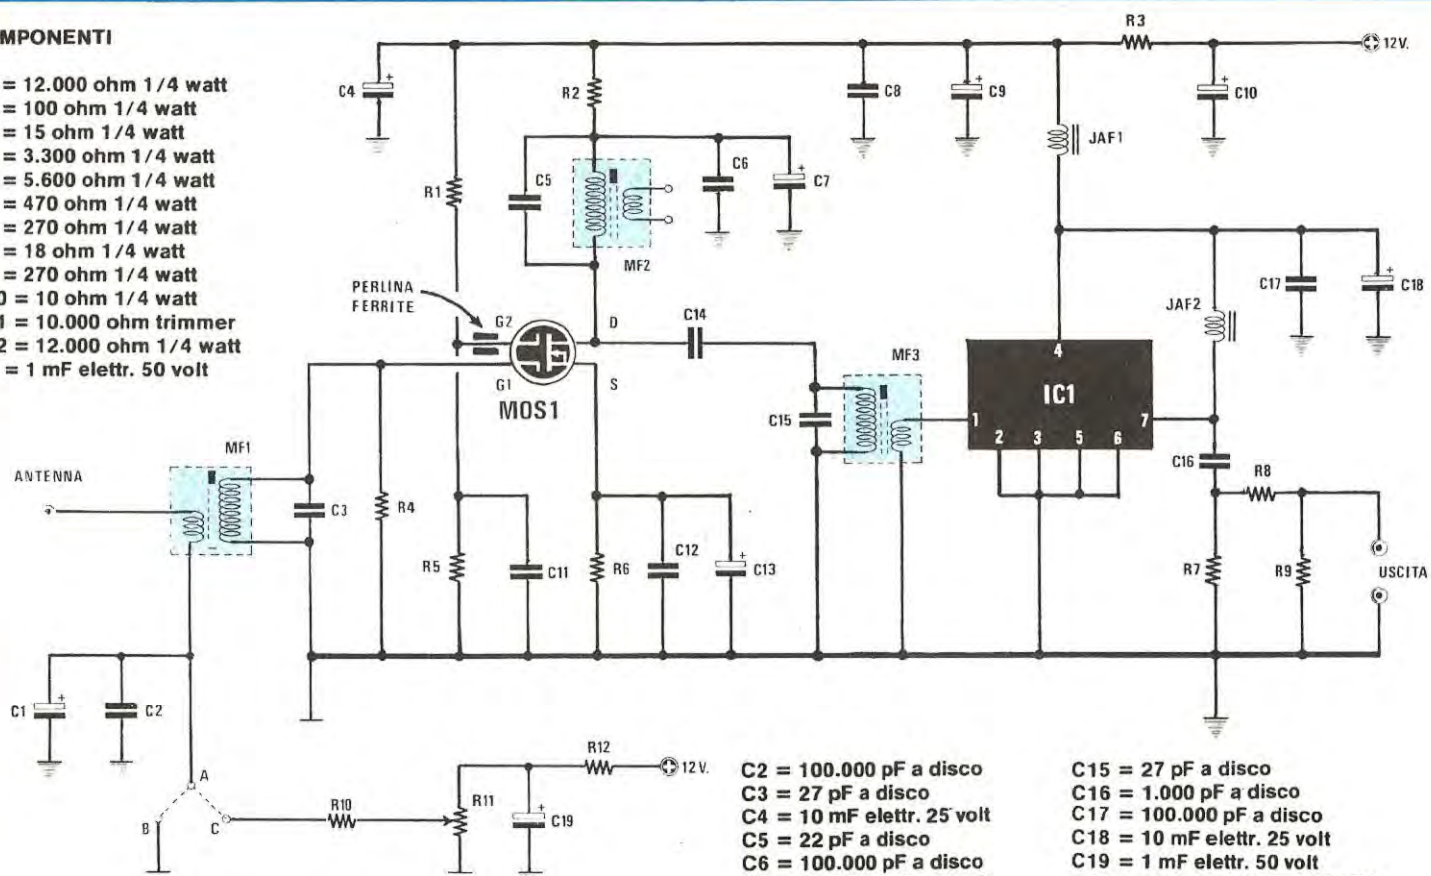 MPONENTI
= 12.000 ohm 1/4 watt
= 100 ohm 1/4 watt
= 15 ohm 1/4 watt
= 3.300 ohm 1/4 watt
= 5.600 ohm 1/4 watt
= 470 ohm 1/4 watt
= 270 ohm 1/4 watt
= 18 ohm 1/4 watt
= 270 ohm 1/4 watt
0 = 10 ohm 1/4 watt
1 = 10.000 ohm trimmer
2 = 12.000 ohm 1/4 watt
= 1 mF elettr. 50 volt
R3
12V.
C4
+
R2
C8
+
C9
+
C10
JAF1
R1
C5
C6
+
C7
MF2
PERLINA
FERRITE
G2
D
G1
S
MOS1
C14
MF3
C15
4
IC1
1
7
2
3
5
6
JAF2
C17
+
C18
C16
R8
R7
R9
USCITA
ANTENNA
MF1
C3
R4
R5
C11
R6
C12
+
C13
C1
+
C2
A
B
C
R10
R11
R12
12V.
+
C19
C2 = 100.000 pF a disco
C3 = 27 pF a disco
C4 = 10 mF elettr. 25 volt
C5 = 22 pF a disco
C6 = 100.000 pF a disco
C15 = 27 pF a disco
C16 = 1.000 pF a disco
C17 = 100.000 pF a disco
C18 = 10 mF elettr. 25 volt
C19 = 1 mF elettr. 50 volt